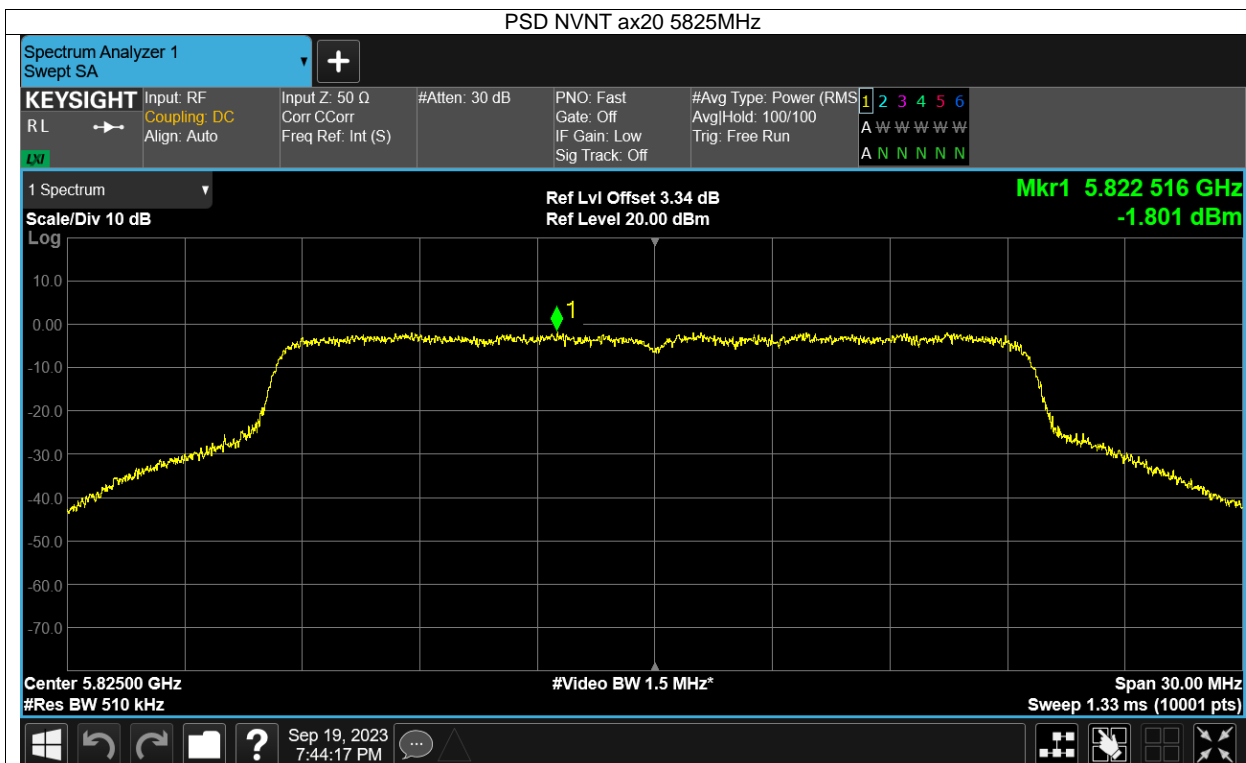 PSD NVNT ax20 5825MHz
Spectrum Analyzer 1
Swept SA
KEYSIGHT
RL
LXI
Input: RF
Coupling: DC
Align: Auto
Input Z: 50 Ω
Corr CCorr
Freq Ref: Int (S)
#Atten: 30 dB
PNO: Fast
Gate: Off
IF Gain: Low
Sig Track: Off
#Avg Type: Power (RMS
Avg|Hold: 100/100
Trig: Free Run
1 2 3 4 5 6
A W W W W W
A N N N N N
1 Spectrum
Scale/Div 10 dB
Log
Ref Lvl Offset 3.34 dB
Ref Level 20.00 dBm
Mkr1 5.822 516 GHz
-1.801 dBm
10.0
0.00
-10.0
-20.0
-30.0
-40.0
-50.0
-60.0
-70.0
1
Center 5.82500 GHz
#Res BW 510 kHz
#Video BW 1.5 MHz*
Span 30.00 MHz
Sweep 1.33 ms (10001 pts)
?
Sep 19, 2023
7:44:17 PM